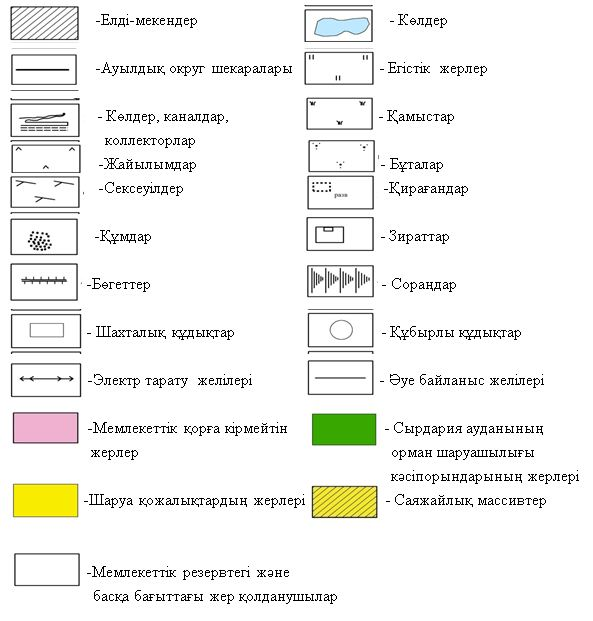 -Елді-мекендер
- Көлдер
-Ауылдық округ шекаралары
-Егістік жерлер
- Көлдер, каналдар,
коллекторлар
-Қамыстар
-Жайылымдар
-Бұталар
-Сексеуілдер
разв
-Қирағандар
-Құмдар
- Зираттар
-Бөгеттер
- Сораңдар
- Шахталық құдықтар
- Құбырлы құдықтар
-Электр тарату желілері
- Әуе байланыс желілері
-Мемлекеттік қорға кірмейтін
жерлер
- Сырдария ауданының
орман шаруашылығы
кәсіпорындарының жерлері
-Шаруа қожалықтардың жерлері
- Саяжайлық массивтер
-Мемлекеттік резервтегі және
басқа бағыттағы жер қолданушылар